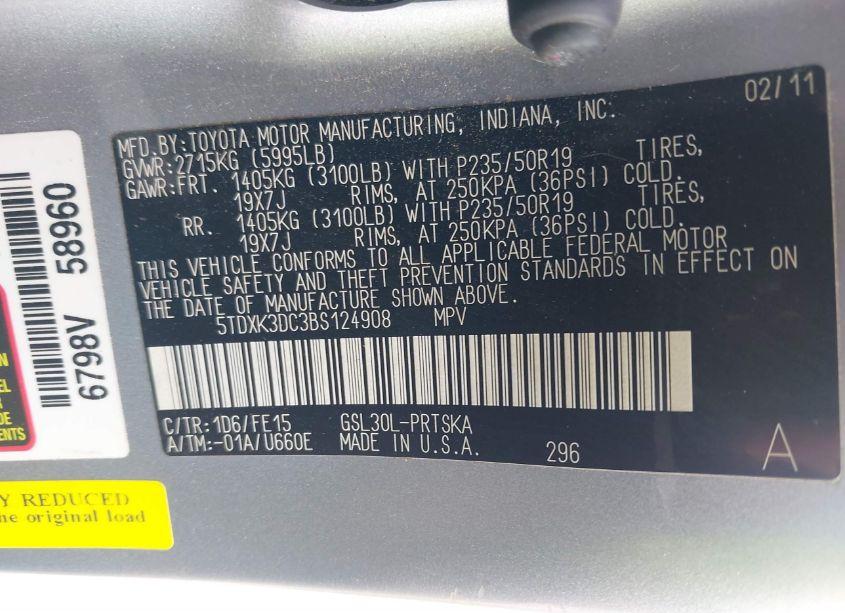 02/11
MFD.BY:TOYOTA MOTOR MANUFACTURING, INDIANA, INC.
GVWR:2715KG (5995LB)
GAWR:FRT. 1405KG (3100LB) WITH P235/50R19 TIRES,
19X7J RIMS, AT 250KPA (36PSI) COLD.
RR. 1405KG (3100LB) WITH P235/50R19 TIRES,
19X7J RIMS, AT 250KPA (36PSI) COLD.
THIS VEHICLE CONFORMS TO ALL APPLICABLE FEDERAL MOTOR
VEHICLE SAFETY AND THEFT PREVENTION STANDARDS IN EFFECT ON
THE DATE OF MANUFACTURE SHOWN ABOVE.
5TDXK3DC3BS124908 MPV
C/TR:1D6/FE15 GSL30L-PRTSKA
A/TM:-01A/U660E MADE IN U.S.A. 296 A
6798V 58960
Y REDUCED
he original load